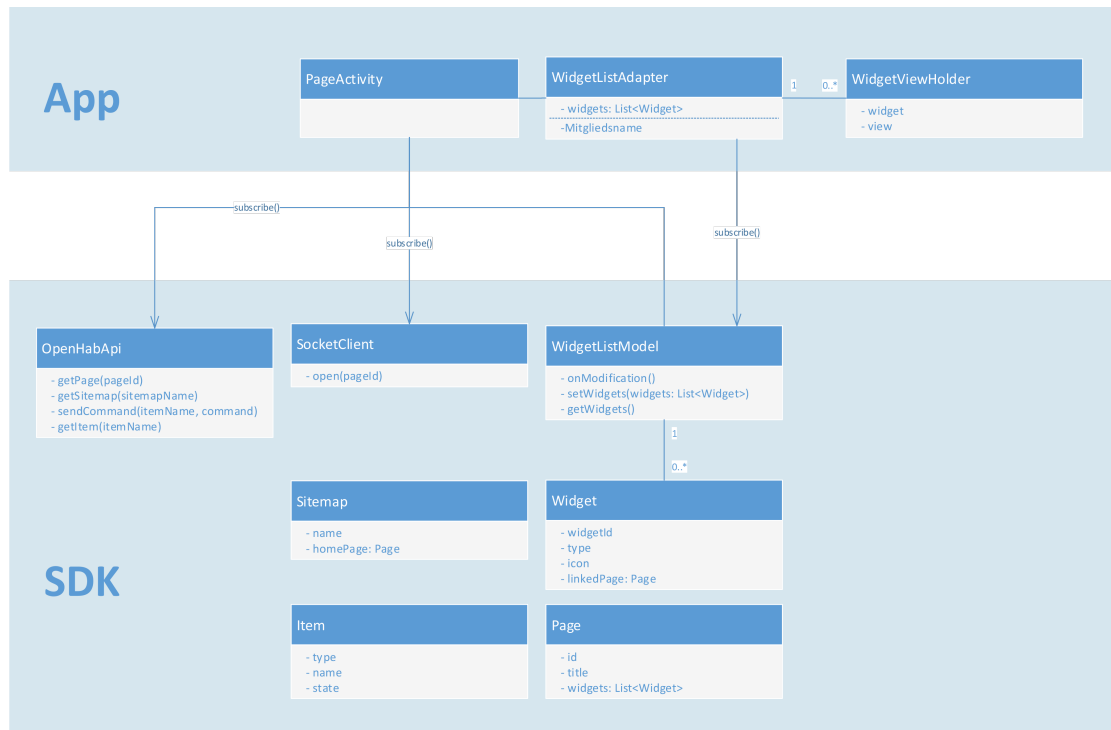 App
PageActivity
WidgetListAdapter
- widgets: List<Widget>
-Mitgliedsname
1
0..*
WidgetViewHolder
- widget
- view
subscribe()
subscribe()
subscribe()
SDK
OpenHabApi
- getPage(pageId)
- getSitemap(sitemapName)
- sendCommand(itemName, command)
- getItem(itemName)
SocketClient
- open(pageId)
WidgetListModel
- onModification()
- setWidgets(widgets: List<Widget>)
- getWidgets()
1
0..*
Sitemap
- name
- homePage: Page
Widget
- widgetId
- type
- icon
- linkedPage: Page
Item
- type
- name
- state
Page
- id
- title
- widgets: List<Widget>